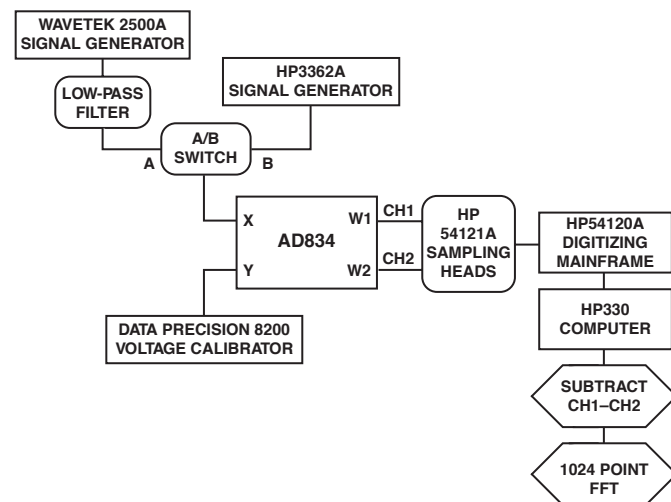 WAVETEK 2500A
SIGNAL GENERATOR
LOW-PASS
FILTER
HP3362A
SIGNAL GENERATOR
A
A/B
SWITCH
B
X
Y
AD834
W1
W2
CH1
CH2
HP
54121A
SAMPLING
HEADS
HP54120A
DIGITIZING
MAINFRAME
DATA PRECISION 8200
VOLTAGE CALIBRATOR
HP330
COMPUTER
SUBTRACT
CH1–CH2
1024 POINT
FFT